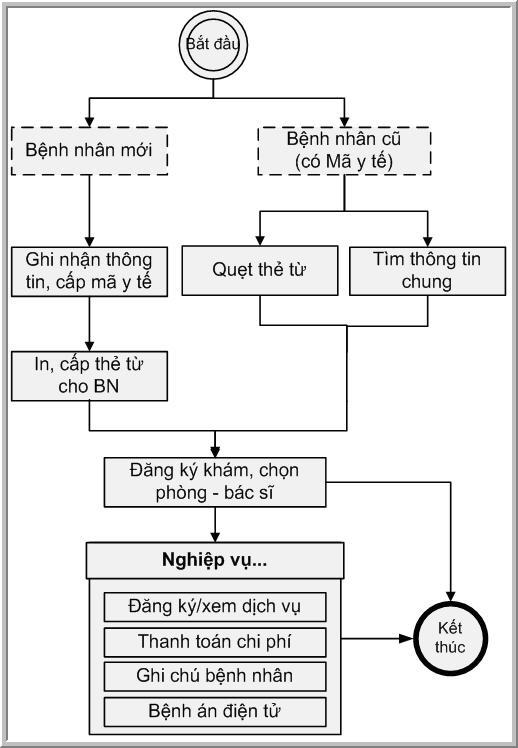 Bắt đầu
Bệnh nhân mới
Bệnh nhân cũ
(có Mã y tế)
Ghi nhận thông
tin, cấp mã y tế
Quẹt thẻ từ
Tìm thông tin
chung
In, cấp thẻ từ
cho BN
Đăng ký khám, chọn
phòng - bác sĩ
Nghiệp vụ...
Đăng ký/xem dịch vụ
Thanh toán chi phí
Ghi chú bệnh nhân
Bệnh án điện tử
Kết
thúc